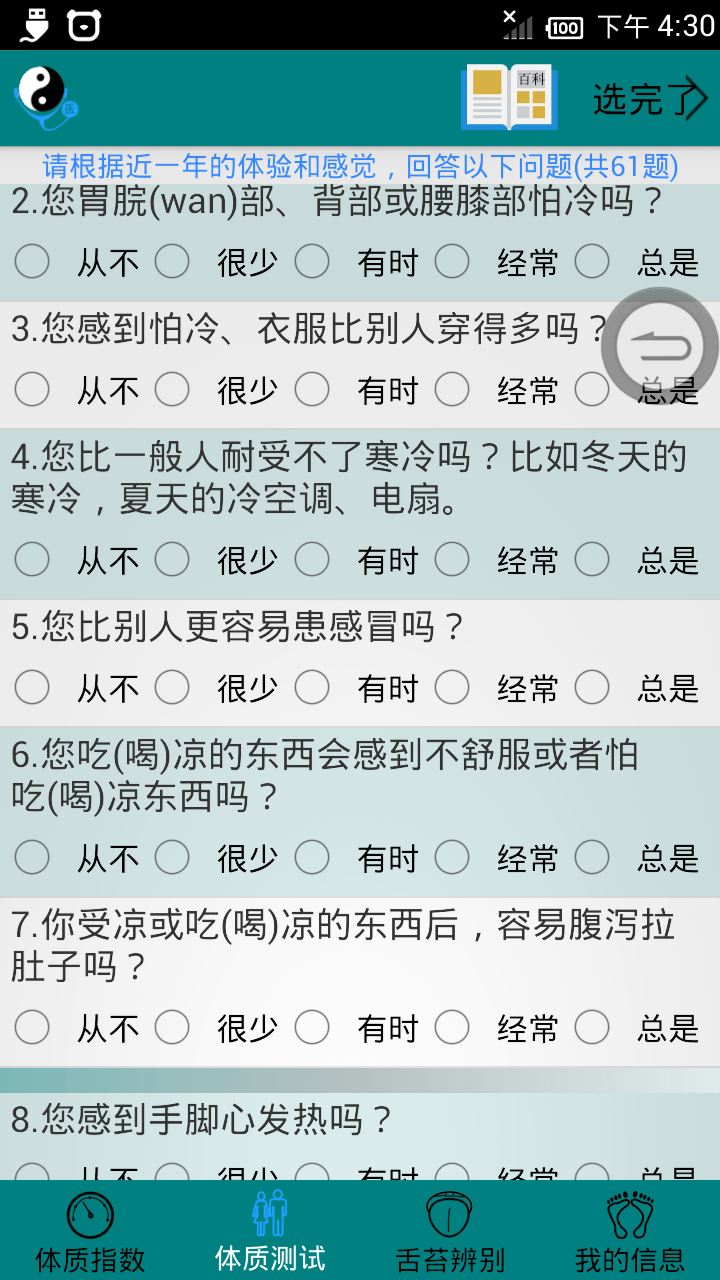 100 下午 4:30
百科
选完了
请根据近一年的体验和感觉，回答以下问题(共61题)
2.您胃脘(wan)部、背部或腰膝部怕冷吗？
从不 很少 有时 经常 总是
3.您感到怕冷、衣服比别人穿得多吗？
从不 很少 有时 经常 总是
4.您比一般人耐受不了寒冷吗？比如冬天的
寒冷，夏天的冷空调、电扇。
从不 很少 有时 经常 总是
5.您比别人更容易患感冒吗？
从不 很少 有时 经常 总是
6.您吃(喝)凉的东西会感到不舒服或者怕
吃(喝)凉东西吗？
从不 很少 有时 经常 总是
7.你受凉或吃(喝)凉的东西后，容易腹泻拉
肚子吗？
从不 很少 有时 经常 总是
8.您感到手脚心发热吗？
从不 很少 有时 经常 总是
体质指数 体质测试 舌苔辨别 我的信息